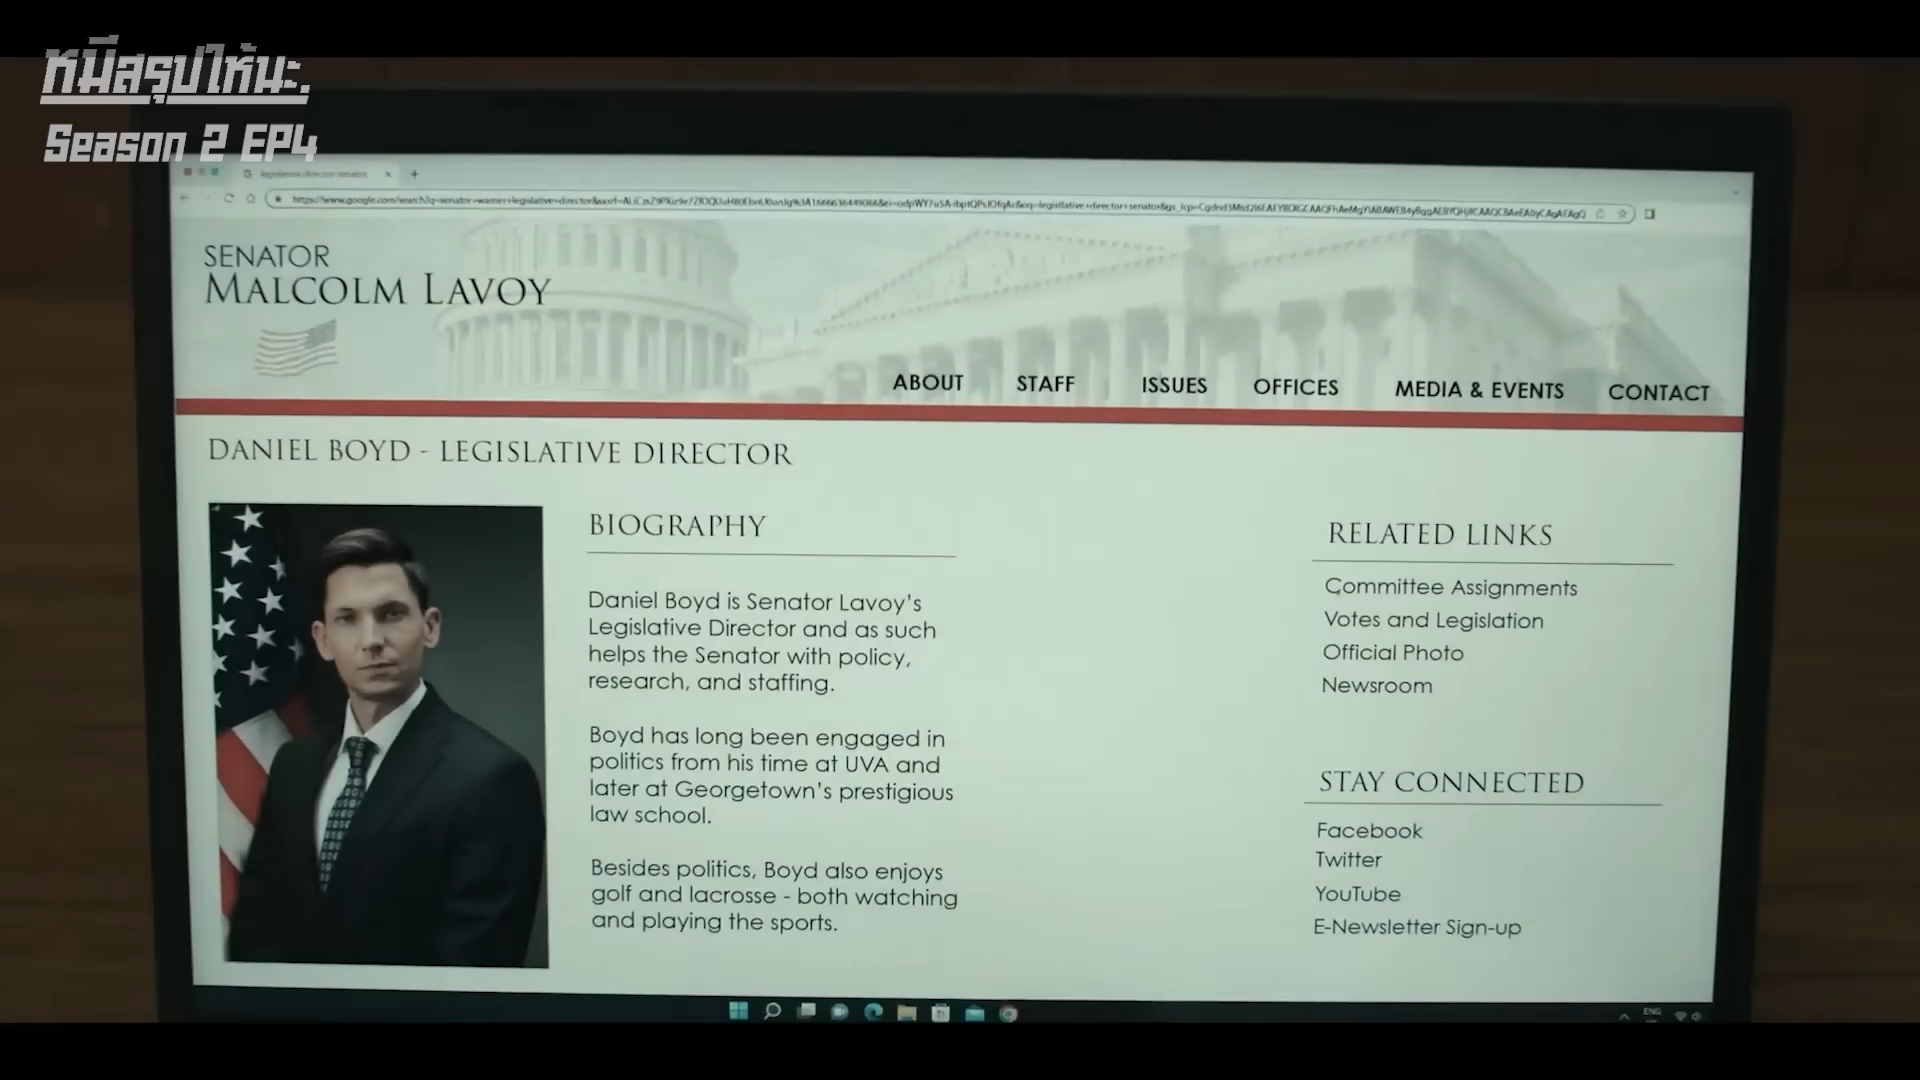 หมีสรุปให้นะ.
Season 2 EP4
SENATOR
MALCOLM LAVOY
ABOUT STAFF ISSUES OFFICES MEDIA & EVENTS CONTACT
DANIEL BOYD - LEGISLATIVE DIRECTOR
BIOGRAPHY
Daniel Boyd is Senator Lavoy's
Legislative Director and as such
helps the Senator with policy,
research, and staffing.
Boyd has long been engaged in
politics from his time at UVA and
later at Georgetown's prestigious
law school.
Besides politics, Boyd also enjoys
golf and lacrosse - both watching
and playing the sports.
RELATED LINKS
Committee Assignments
Votes and Legislation
Official Photo
Newsroom
STAY CONNECTED
Facebook
Twitter
YouTube
E-Newsletter Sign-up
ENG